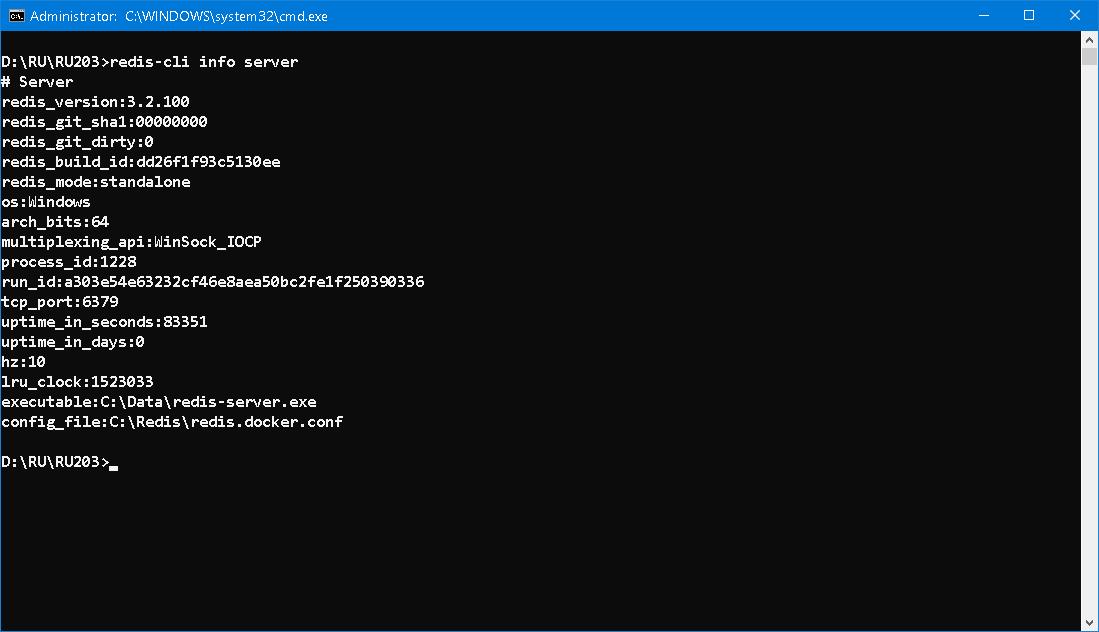 Administrator: C:\WINDOWS\system32\cmd.exe
D:\RU\RU203>redis-cli info server
# Server
redis_version:3.2.100
redis_git_sha1:00000000
redis_git_dirty:0
redis_build_id:dd26f1f93c5130ee
redis_mode:standalone
os:Windows
arch_bits:64
multiplexing_api:WinSock_IOCP
process_id:1228
run_id:a303e54e63232cf46e8aea50bc2fe1f250390336
tcp_port:6379
uptime_in_seconds:83351
uptime_in_days:0
hz:10
lru_clock:1523033
executable:C:\Data\redis-server.exe
config_file:C:\Redis\redis.docker.conf
D:\RU\RU203>